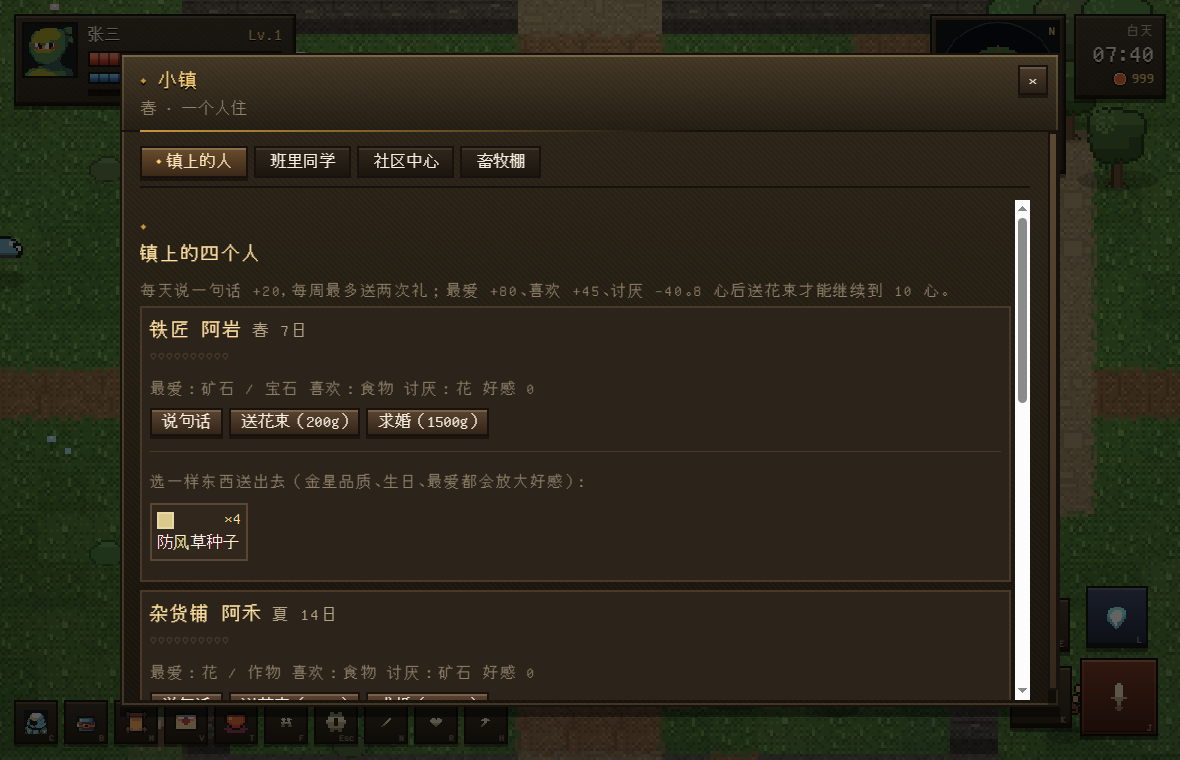 张三 Lv.1
N
白天
07:40
999
小镇
×
春 · 一个人住
镇上的人 班里同学 社区中心 畜牧棚
镇上的四个人
每天说一句话 +20,每周最多送两次礼；最爱 +80、喜欢 +45、讨厌 -40。8 心后送花束才能继续到 10 心。
铁匠 阿岩 春 7日
♡♡♡♡♡♡♡♡♡♡
最爱：矿石 / 宝石 喜欢：食物 讨厌：花 好感 0
说句话 送花束（200g） 求婚（1500g）
选一样东西送出去（金星品质、生日、最爱都会放大好感）：
×4
防风草种子
杂货铺 阿禾 夏 14日
♡♡♡♡♡♡♡♡♡♡
最爱：花 / 作物 喜欢：食物 讨厌：矿石 好感 0
L
J
C B M V T F Esc N R H